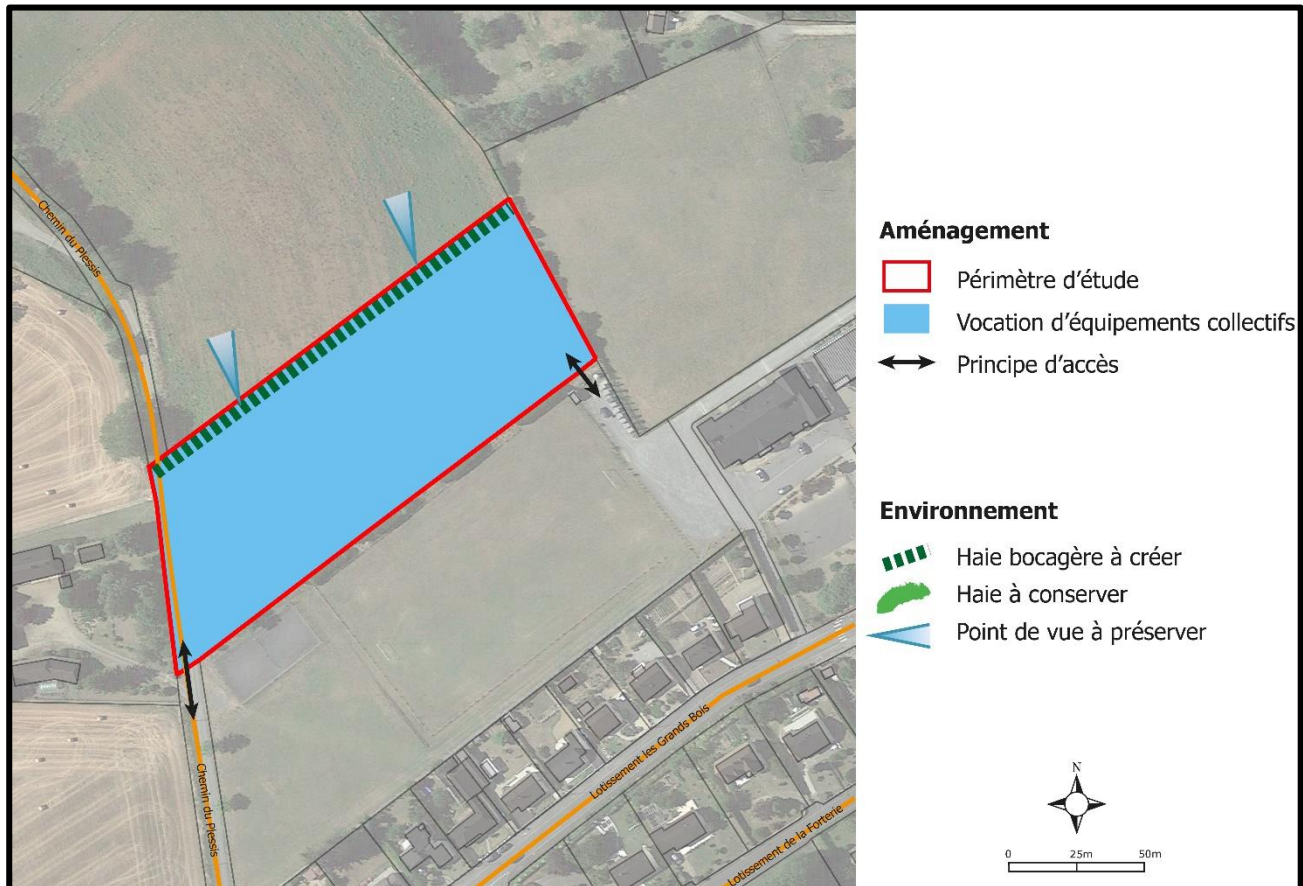 Chemin du Plessis
Chemin du Plessis
Lotissement les Grands Bois
Lotissement de la Forterie
Aménagement
Périmètre d'étude
Vocation d'équipements collectifs
Principe d'accès
Environnement
Haie bocagère à créer
Haie à conserver
Point de vue à préserver
N
0 25m 50m